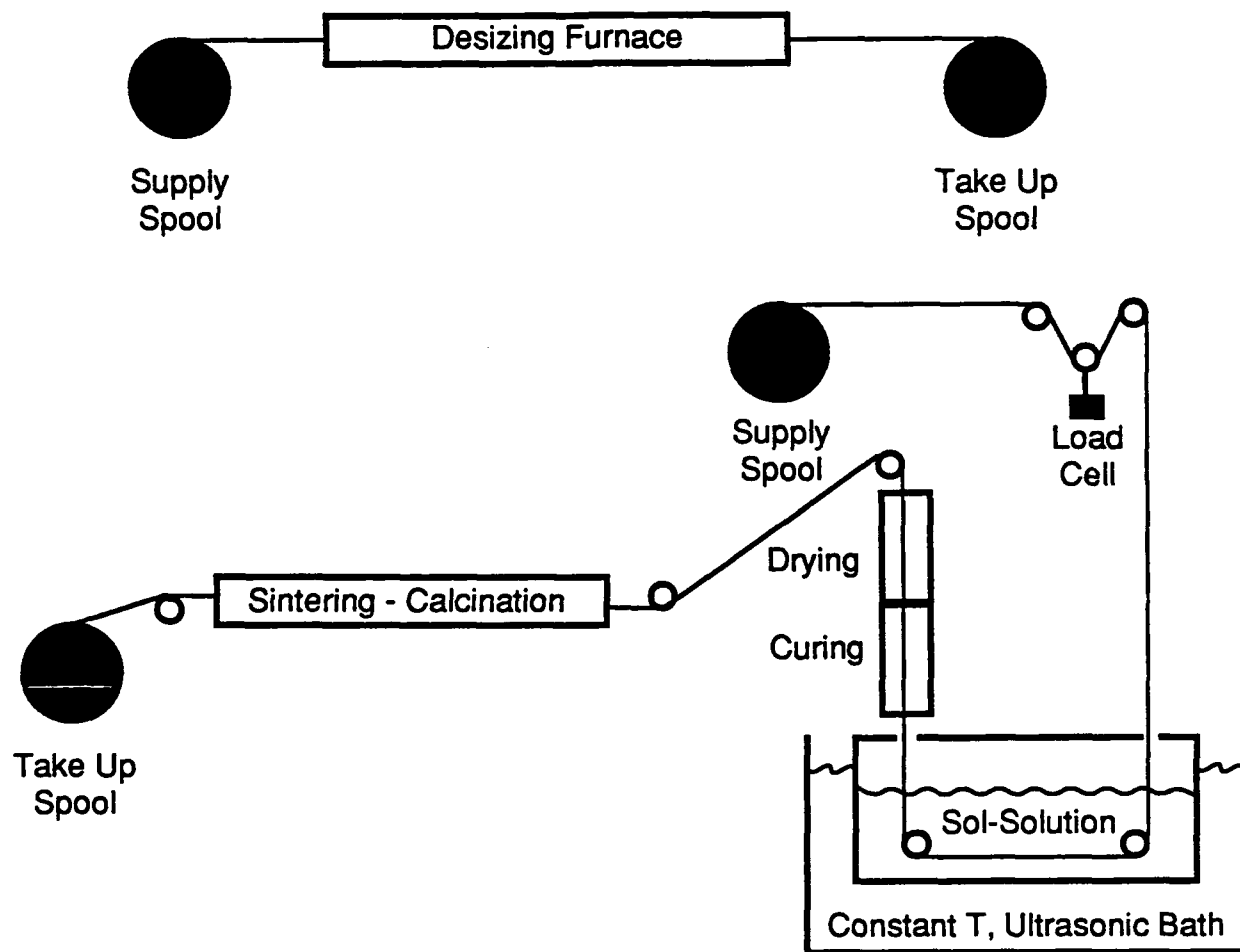 Desizing Furnace
Supply
Spool
Take Up
Spool
Supply
Spool
Load
Cell
Drying
Sintering - Calcination
Curing
Take Up
Spool
Sol-Solution
Constant T, Ultrasonic Bath